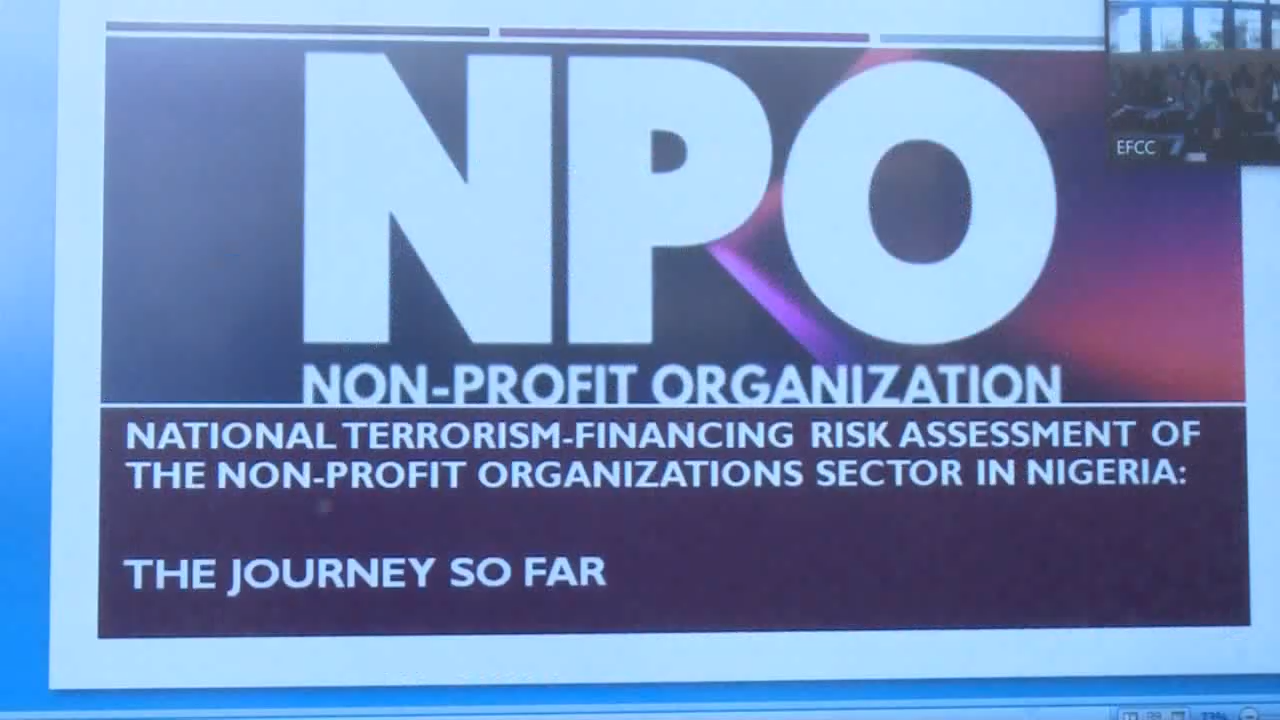 NPO
EFCC
NON-PROFIT ORGANIZATION
NATIONAL TERRORISM-FINANCING RISK ASSESSMENT OF
THE NON-PROFIT ORGANIZATIONS SECTOR IN NIGERIA:
THE JOURNEY SO FAR